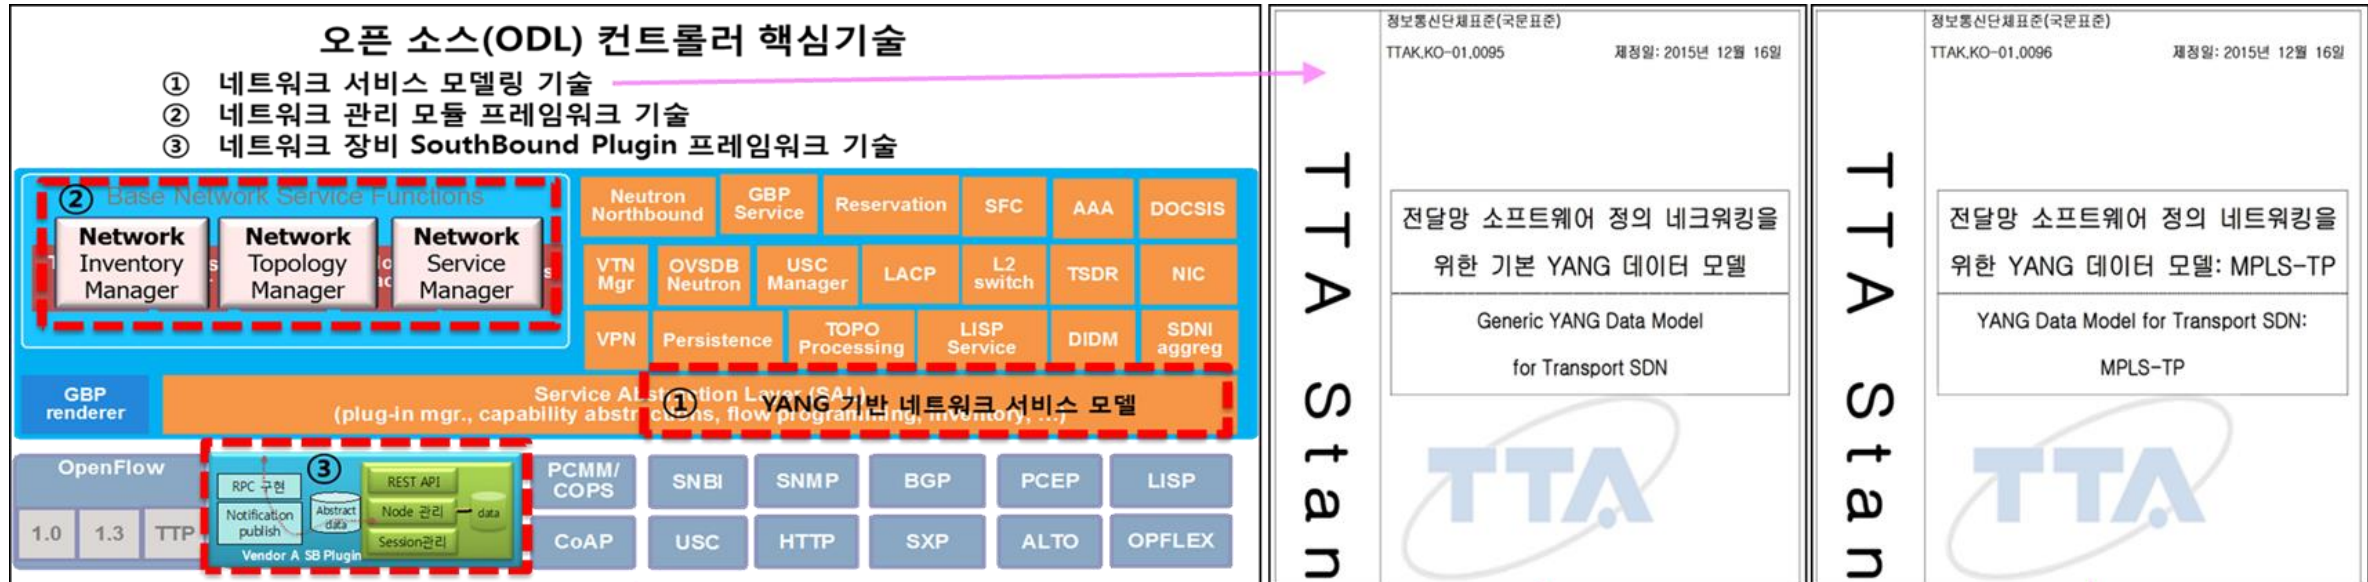 오픈 소스(ODL) 컨트롤러 핵심기술
① 네트워크 서비스 모델링 기술
② 네트워크 관리 모듈 프레임워크 기술
③ 네트워크 장비 SouthBound Plugin 프레임워크 기술
② Base Network Service Functions
Network
Inventory
Manager
Network
Topology
Manager
Network
Service
Manager
Neutron
Northbound
GBP
Service
Reservation
SFC
AAA
DOCSIS
VTN
Mgr
OVSDB
Neutron
USC
Manager
LACP
L2
switch
TSDR
NIC
VPN
Persistence
TOPO
Processing
LISP
Service
DIDM
SDNI
aggreg
GBP
renderer
Service Abstraction Layer (SAL)
(plug-in mgr., capability abstractions, flow programming, inventory, ...)
① YANG 기반 네트워크 서비스 모델
OpenFlow
1.0
1.3
TTP
③
RPC 구현
Notification
publish
Abstract
data
REST API
Node 관리
Session관리
data
Vendor A SB Plugin
PCMM/
COPS
SNBI
SNMP
BGP
PCEP
LISP
CoAP
USC
HTTP
SXP
ALTO
OPFLEX
정보통신단체표준(국문표준)
TTAK.KO-01.0095 제정일: 2015년 12월 16일
TTA Stan
전달망 소프트웨어 정의 네크워킹을
위한 기본 YANG 데이터 모델
Generic YANG Data Model
for Transport SDN
TTA
정보통신단체표준(국문표준)
TTAK.KO-01.0096 제정일: 2015년 12월 16일
TTA Stan
전달망 소프트웨어 정의 네트워킹을
위한 YANG 데이터 모델: MPLS-TP
YANG Data Model for Transport SDN:
MPLS-TP
TTA